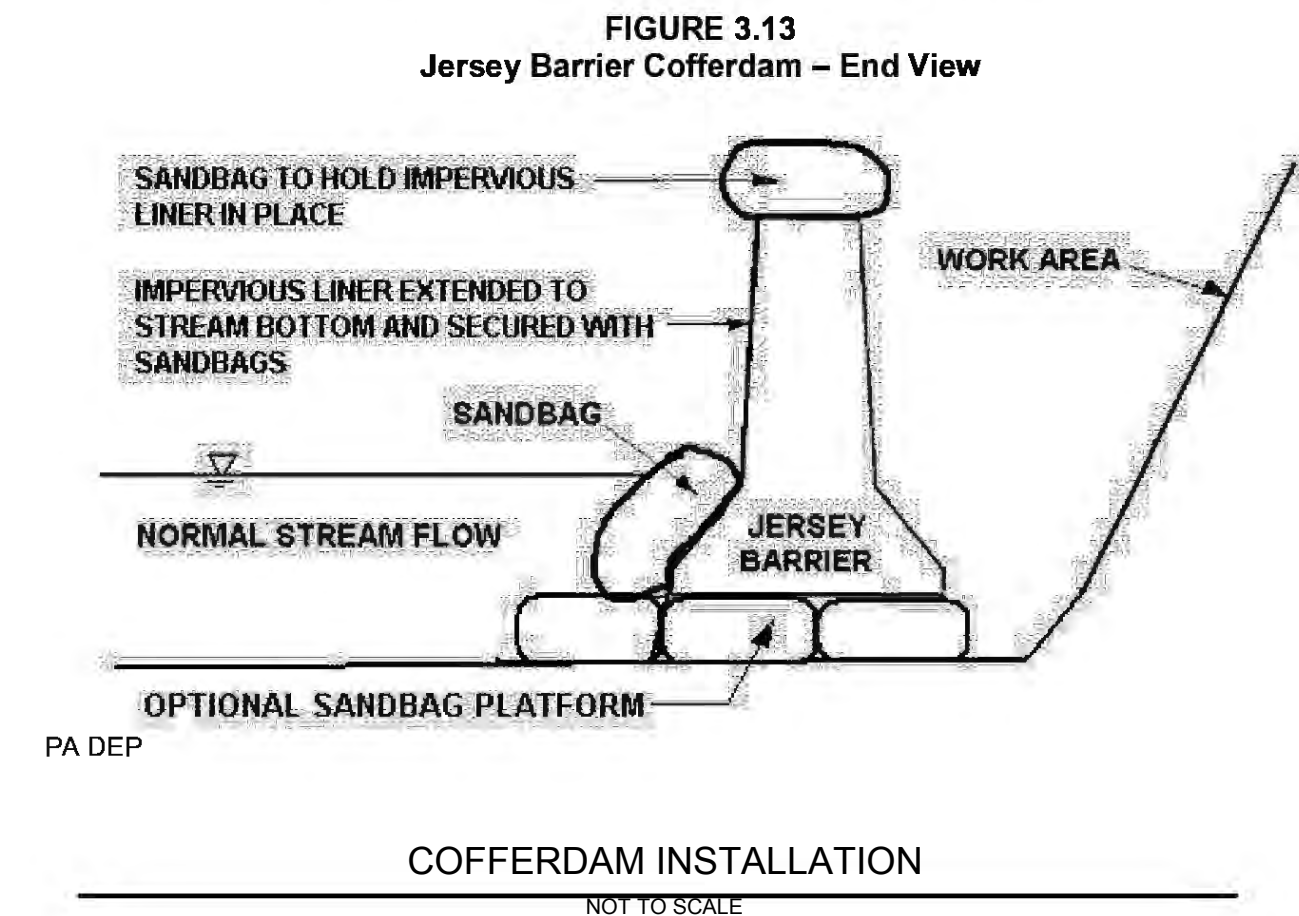 FIGURE 3.13
Jersey Barrier Cofferdam – End View
SANDBAG TO HOLD IMPERVIOUS
LINER IN PLACE
WORK AREA
IMPERVIOUS LINER EXTENDED TO
STREAM BOTTOM AND SECURED WITH
SANDBAGS
SANDBAG
NORMAL STREAM FLOW
JERSEY
BARRIER
OPTIONAL SANDBAG PLATFORM
PA DEP
COFFERDAM INSTALLATION
NOT TO SCALE